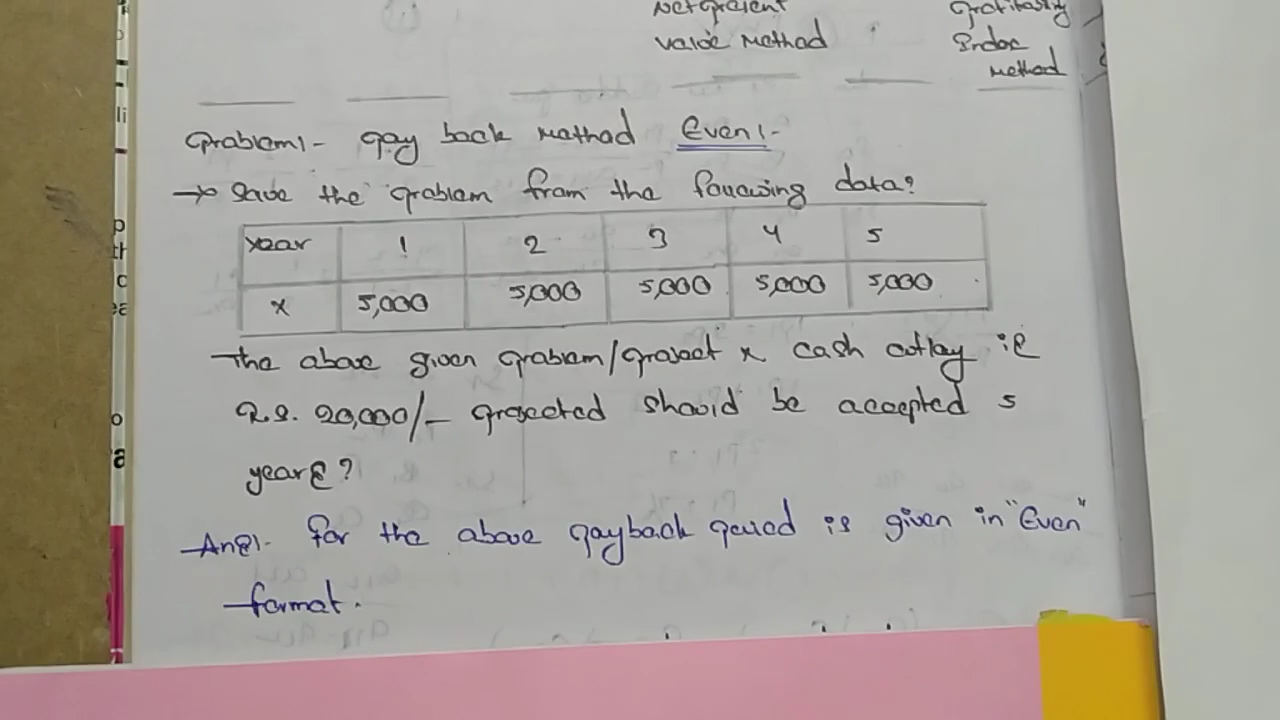 Net present
Value Method
Profitability
Index
Method
Problem:- Pay back Method Even:-
→ Solve the problem from the following data?
Year 1 2 3 4 5
X 5,000 5,000 5,000 5,000 5,000
The above given problem/project X cash outlay is
R.S. 20,000/- projected should be accepted 5
years?
Ans:- For the above payback period is given in "Even"
format.